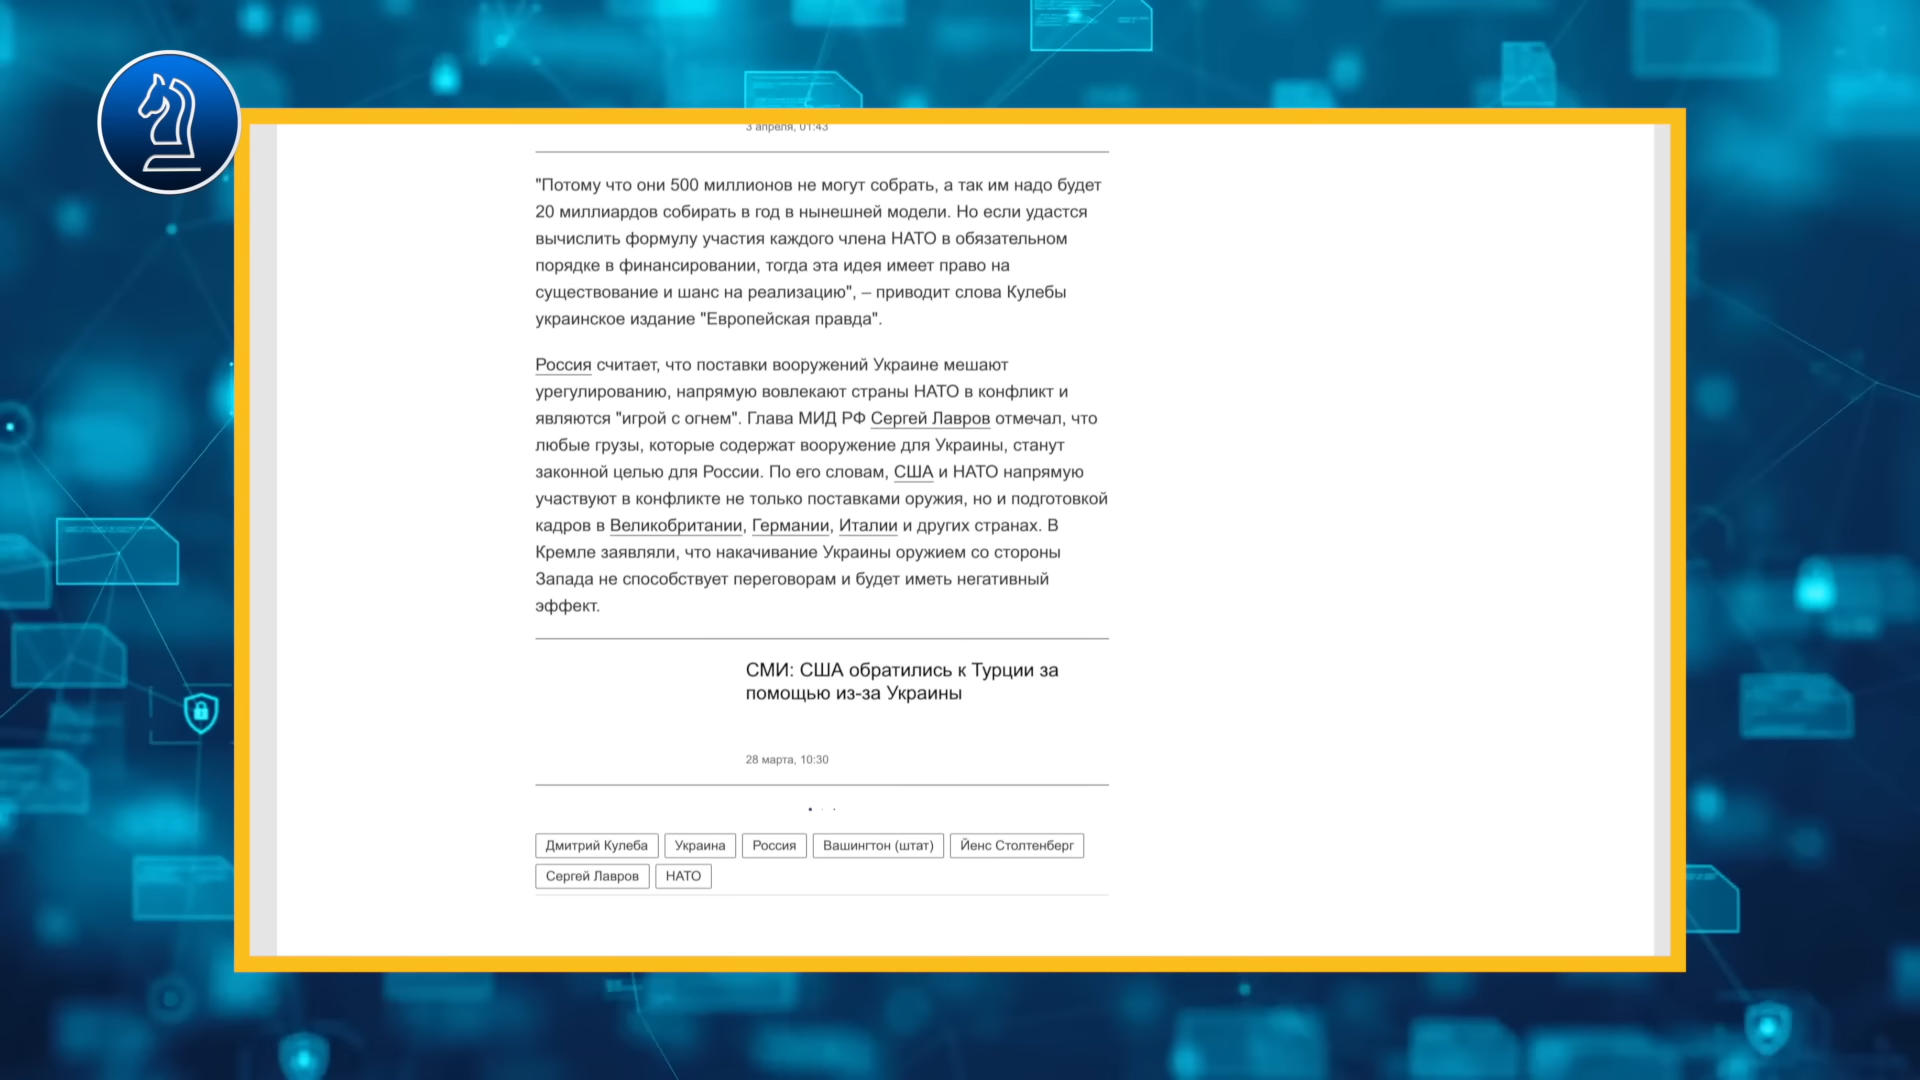 3 апреля, 01:43
"Потому что они 500 миллионов не могут собрать, а так им надо будет
20 миллиардов собирать в год в нынешней модели. Но если удастся
вычислить формулу участия каждого члена НАТО в обязательном
порядке в финансировании, тогда эта идея имеет право на
существование и шанс на реализацию", – приводит слова Кулебы
украинское издание "Европейская правда".
Россия считает, что поставки вооружений Украине мешают
урегулированию, напрямую вовлекают страны НАТО в конфликт и
являются "игрой с огнем". Глава МИД РФ Сергей Лавров отмечал, что
любые грузы, которые содержат вооружение для Украины, станут
законной целью для России. По его словам, США и НАТО напрямую
участвуют в конфликте не только поставками оружия, но и подготовкой
кадров в Великобритании, Германии, Италии и других странах. В
Кремле заявляли, что накачивание Украины оружием со стороны
Запада не способствует переговорам и будет иметь негативный
эффект.
СМИ: США обратились к Турции за
помощью из-за Украины
28 марта, 10:30
Дмитрий Кулеба Украина Россия Вашингтон (штат) Йенс Столтенберг
Сергей Лавров НАТО